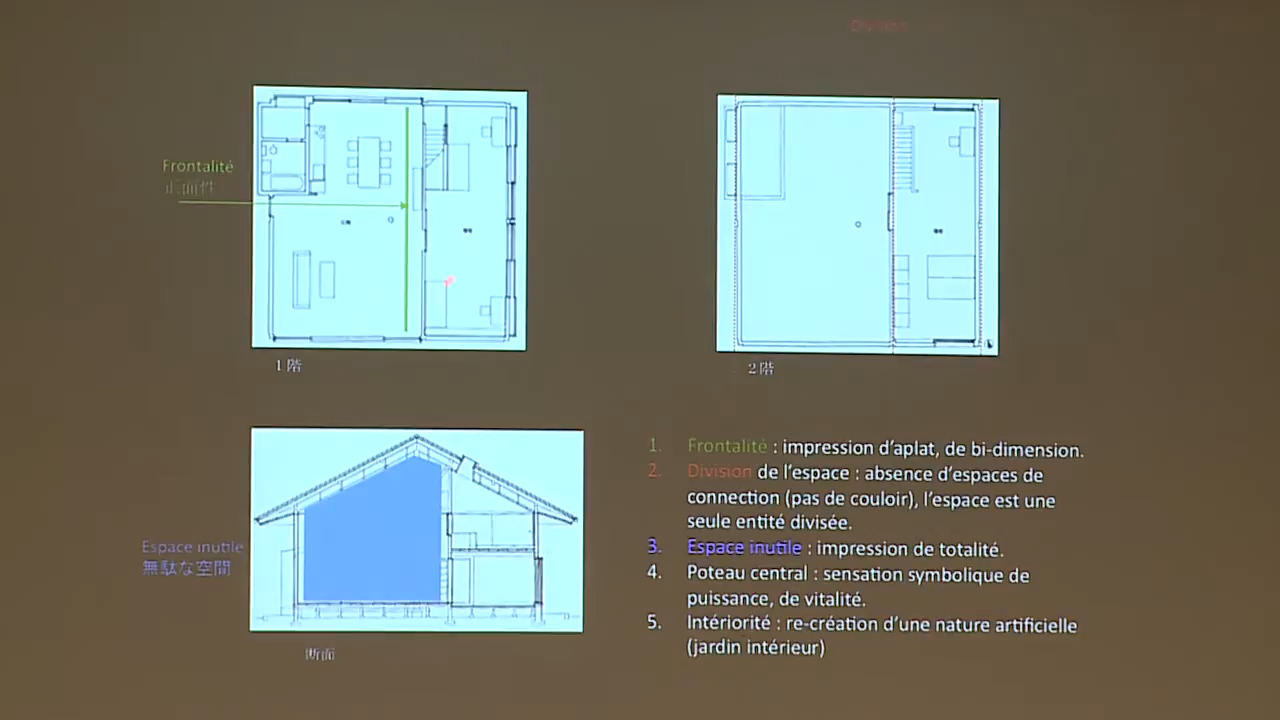 Division
Frontalité
正面性
1階
2階
Espace inutile
無駄な空間
断面
1. Frontalité : impression d'aplat, de bi-dimension.
2. Division de l'espace : absence d'espaces de
connection (pas de couloir), l'espace est une
seule entité divisée.
3. Espace inutile : impression de totalité.
4. Poteau central : sensation symbolique de
puissance, de vitalité.
5. Intériorité : re-création d'une nature artificielle
(jardin intérieur)